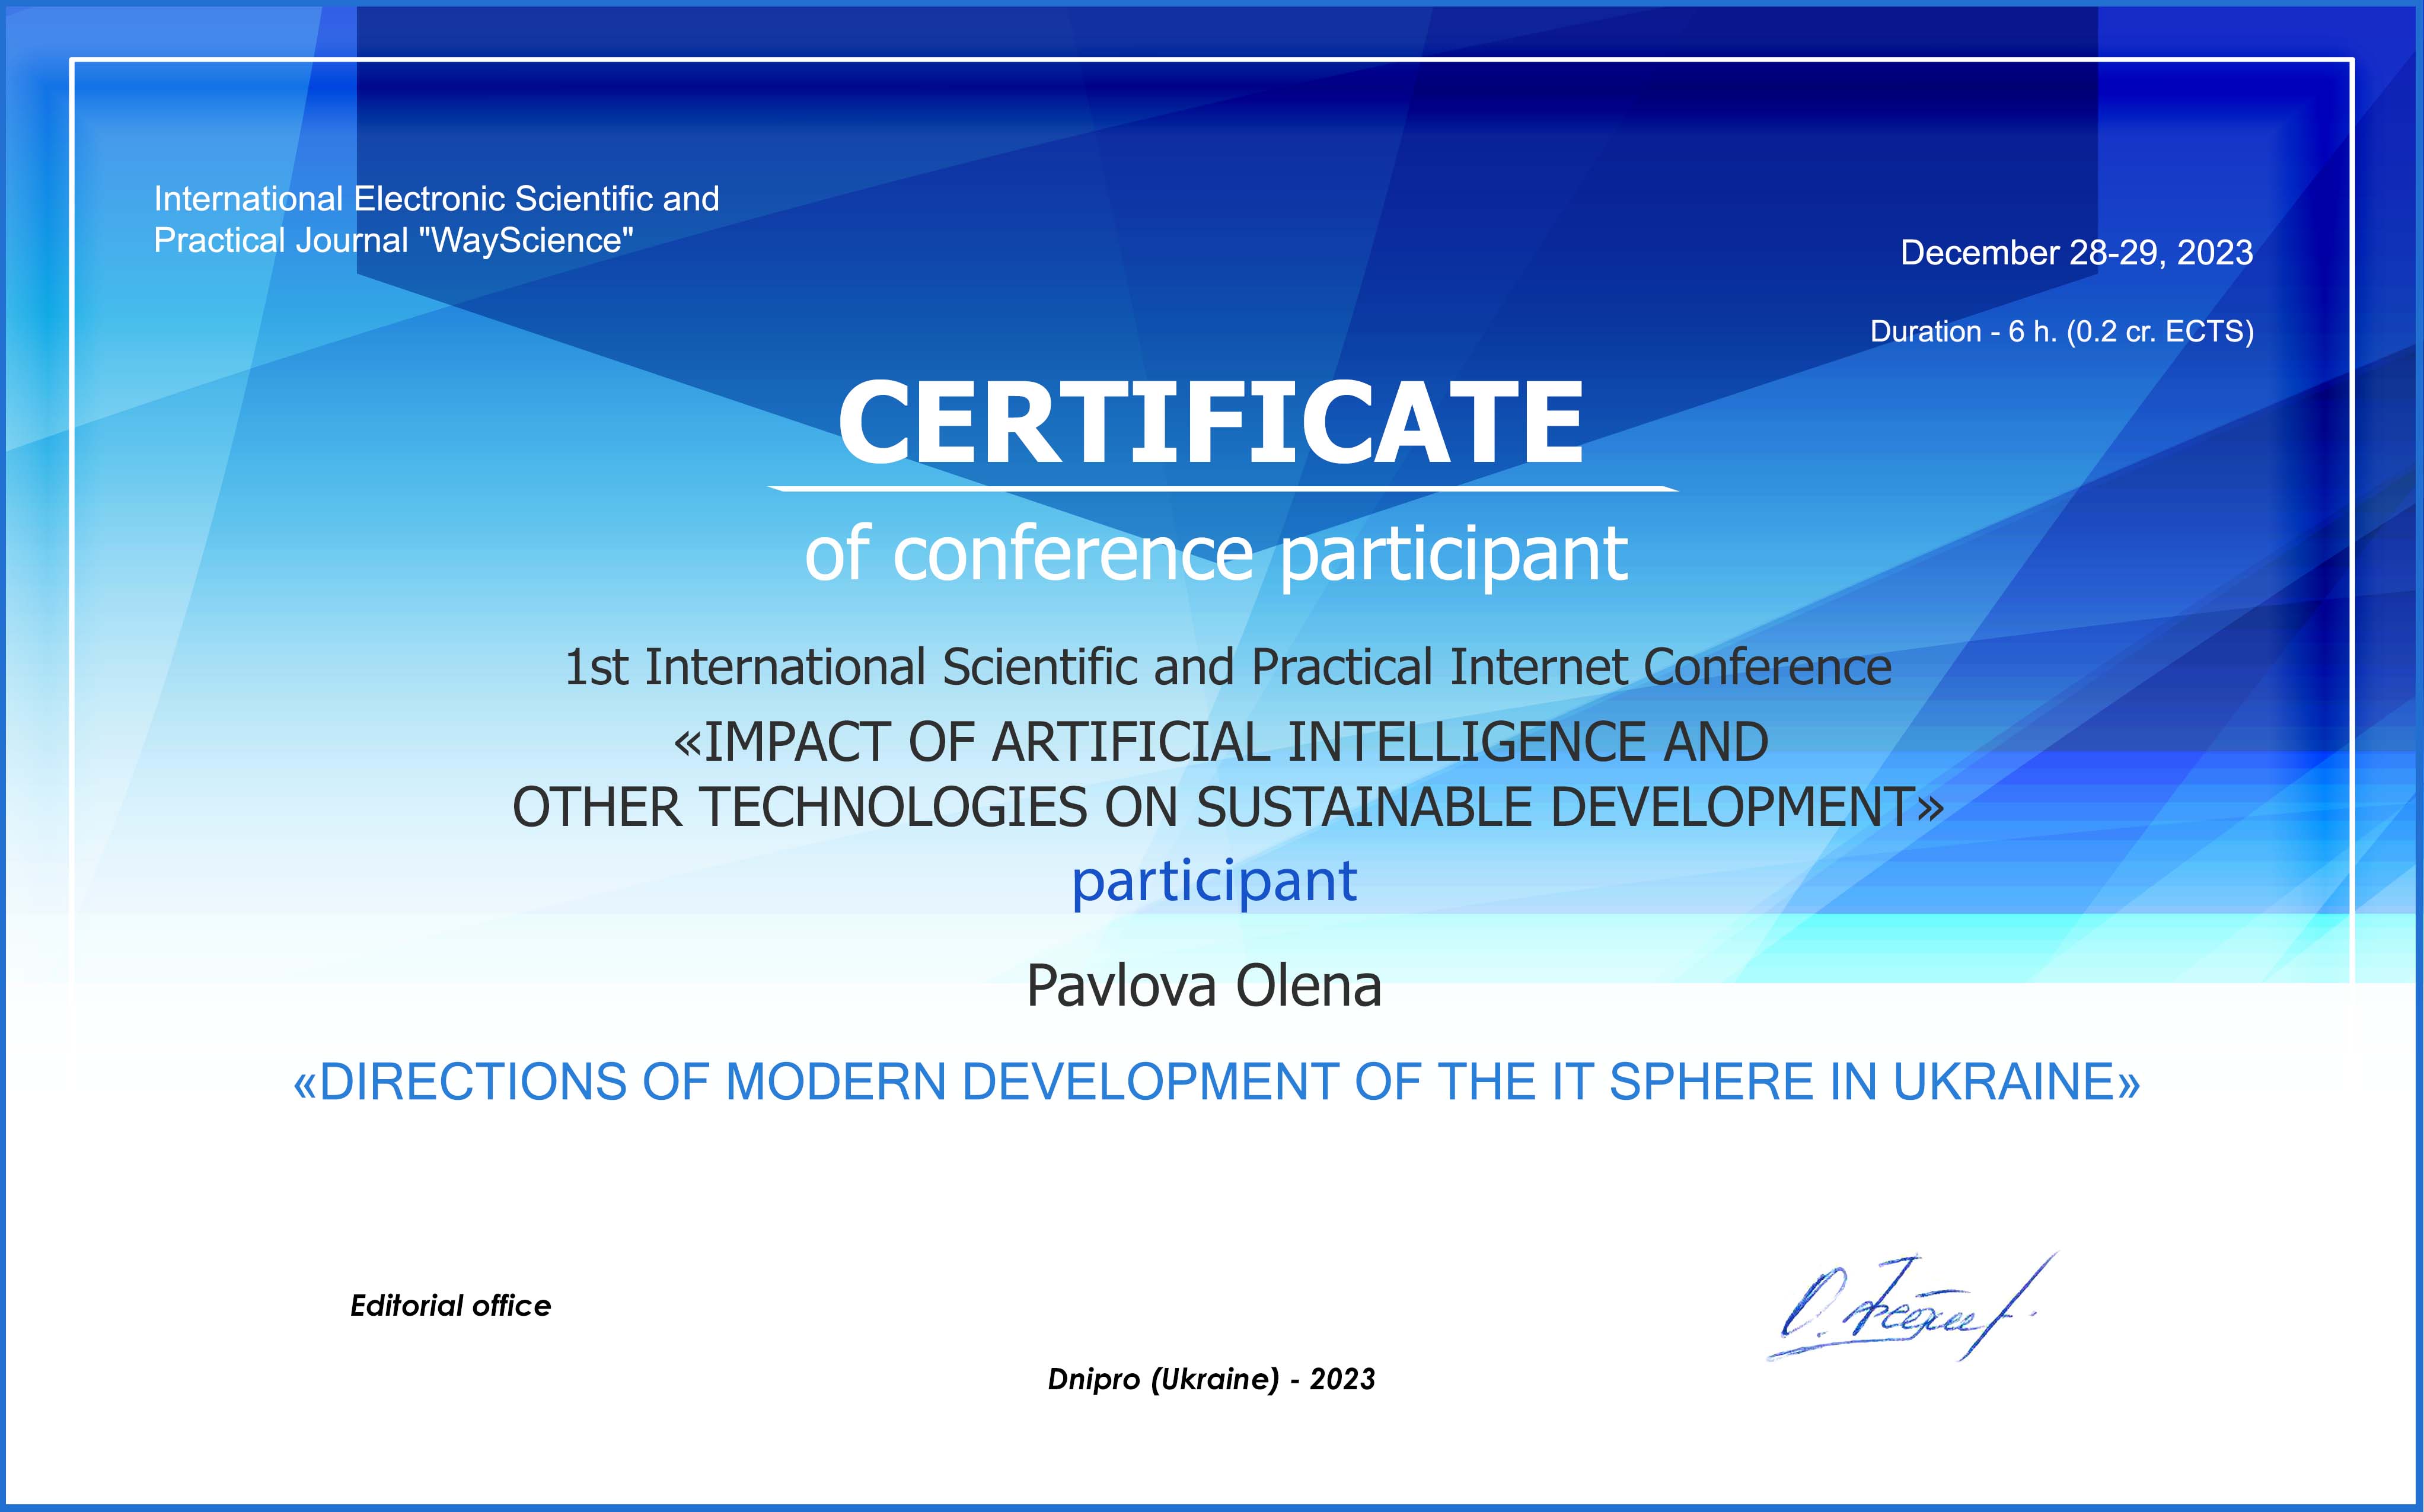 International Electronic Scientific and
Practical Journal "WayScience"
December 28-29, 2023
Duration - 6 h. (0.2 cr. ECTS)
CERTIFICATE
of conference participant
1st International Scientific and Practical Internet Conference
«IMPACT OF ARTIFICIAL INTELLIGENCE AND
OTHER TECHNOLOGIES ON SUSTAINABLE DEVELOPMENT»
participant
Pavlova Olena
«DIRECTIONS OF MODERN DEVELOPMENT OF THE IT SPHERE IN UKRAINE»
Editorial office
Dnipro (Ukraine) - 2023